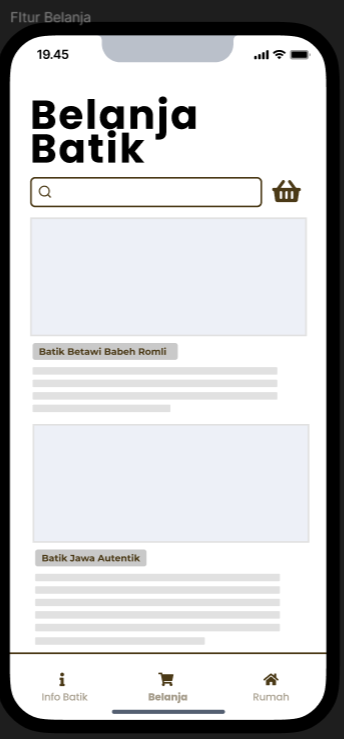 FItur Belanja
19.45
Belanja
Batik
Batik Betawi Babeh Romli
Batik Jawa Autentik
Info Batik
Belanja
Rumah